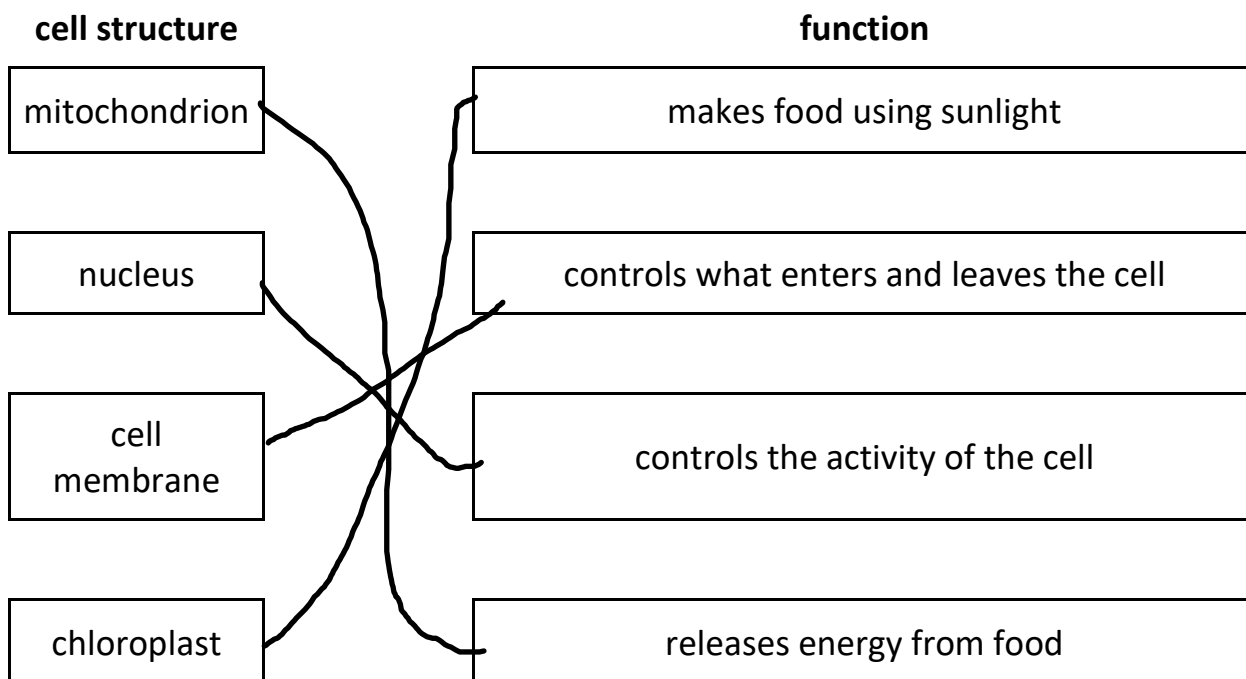 cell structure
function
mitochondrion
makes food using sunlight
nucleus
controls what enters and leaves the cell
cell
membrane
controls the activity of the cell
chloroplast
releases energy from food